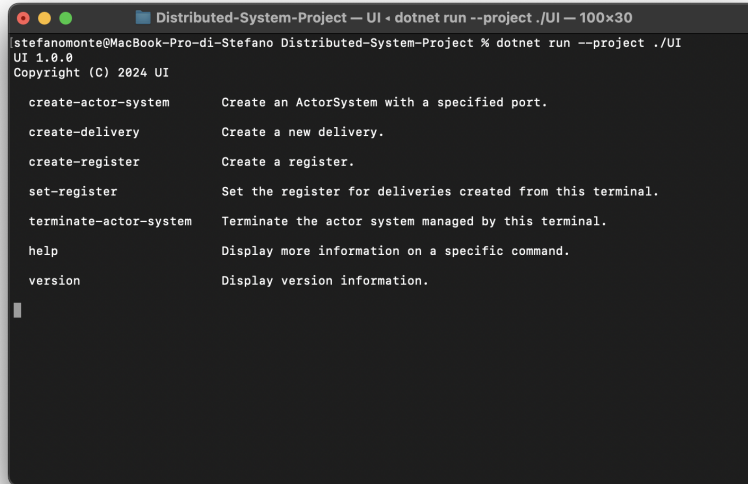 Distributed-System-Project — UI ◂ dotnet run --project ./UI — 100×30
[stefanomonte@MacBook-Pro-di-Stefano Distributed-System-Project % dotnet run --project ./UI
UI 1.0.0
Copyright (C) 2024 UI
create-actor-system Create an ActorSystem with a specified port.
create-delivery Create a new delivery.
create-register Create a register.
set-register Set the register for deliveries created from this terminal.
terminate-actor-system Terminate the actor system managed by this terminal.
help Display more information on a specific command.
version Display version information.